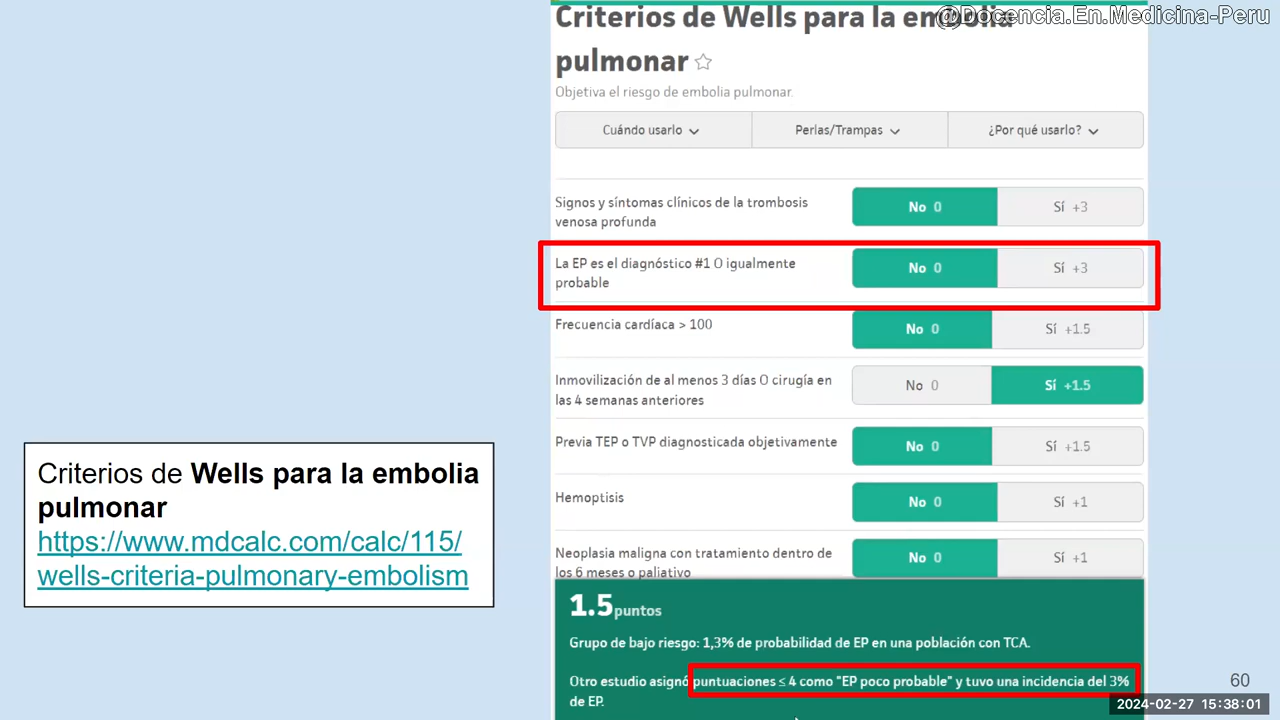 Criterios de Wells para la embolia
@Docencia.En.Medicina-Peru
pulmonar
Objetiva el riesgo de embolia pulmonar.
Cuándo usarlo
Perlas/Trampas
¿Por qué usarlo?
Signos y síntomas clínicos de la trombosis
venosa profunda
No 0
Sí +3
La EP es el diagnóstico #1 O igualmente
probable
No 0
Sí +3
Frecuencia cardíaca > 100
No 0
Sí +1.5
Inmovilización de al menos 3 días O cirugía en
las 4 semanas anteriores
No 0
Sí +1.5
Previa TEP o TVP diagnosticada objetivamente
No 0
Sí +1.5
Hemoptisis
No 0
Sí +1
Neoplasia maligna con tratamiento dentro de
los 6 meses o paliativo
No 0
Sí +1
1.5 puntos
Grupo de bajo riesgo: 1,3% de probabilidad de EP en una población con TCA.
Otro estudio asignó puntuaciones ≤ 4 como "EP poco probable" y tuvo una incidencia del 3%
de EP.
Criterios de Wells para la embolia
pulmonar
https://www.mdcalc.com/calc/115/
wells-criteria-pulmonary-embolism
60
2024-02-27 15:38:01